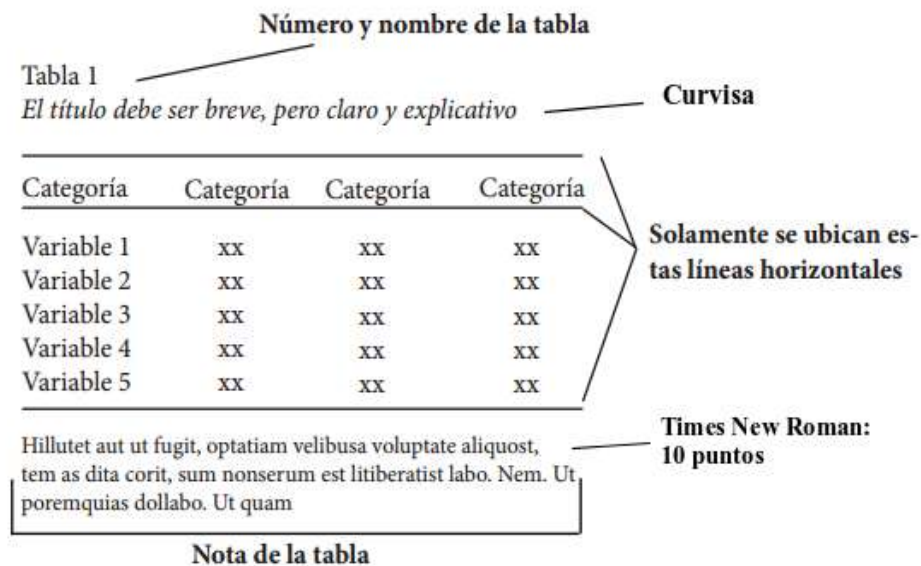 Número y nombre de la tabla
Tabla 1
El título debe ser breve, pero claro y explicativo
Curvisa
Categoría Categoría Categoría Categoría
Variable 1 xx xx xx
Variable 2 xx xx xx
Variable 3 xx xx xx
Variable 4 xx xx xx
Variable 5 xx xx xx
Solamente se ubican es-
tas líneas horizontales
Hillutet aut ut fugit, optatiam velibusa voluptate aliquost,
tem as dita corit, sum nonserum est litiberatist labo. Nem. Ut
poremquias dollabo. Ut quam
Times New Roman:
10 puntos
Nota de la tabla